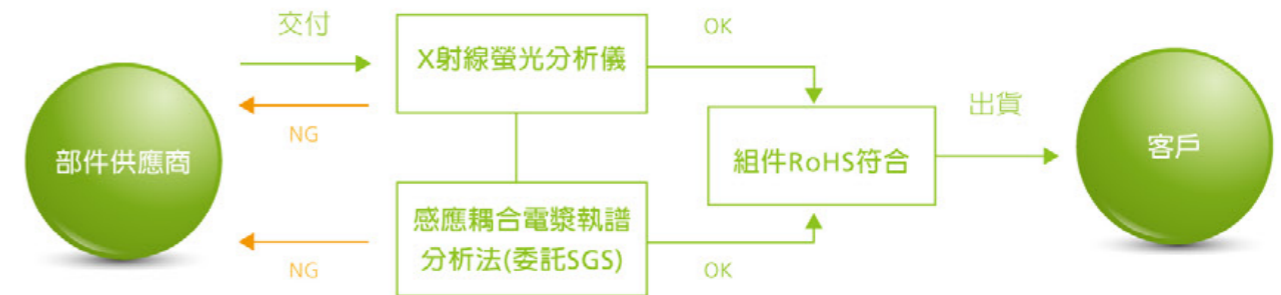 交付
OK
X射線螢光分析儀
NG
部件供應商
組件RoHS符合
出貨
客戶
感應耦合電漿執譜
分析法(委託SGS)
NG
OK